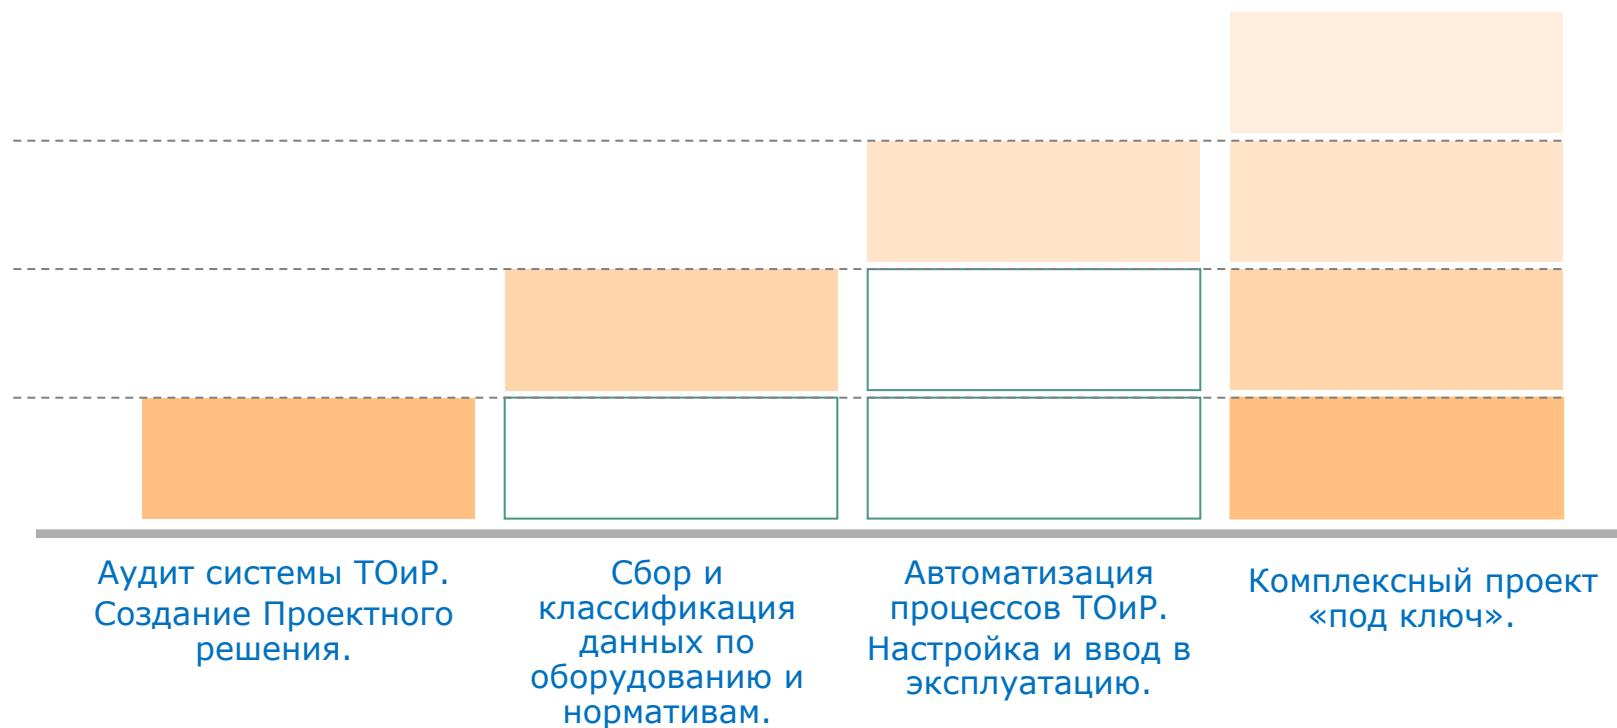 Аудит системы ТОиР.
Создание Проектного
решения.
Сбор и
классификация
данных по
оборудованию и
нормативам.
Автоматизация
процессов ТОиР.
Настройка и ввод в
эксплуатацию.
Комплексный проект
«под ключ».